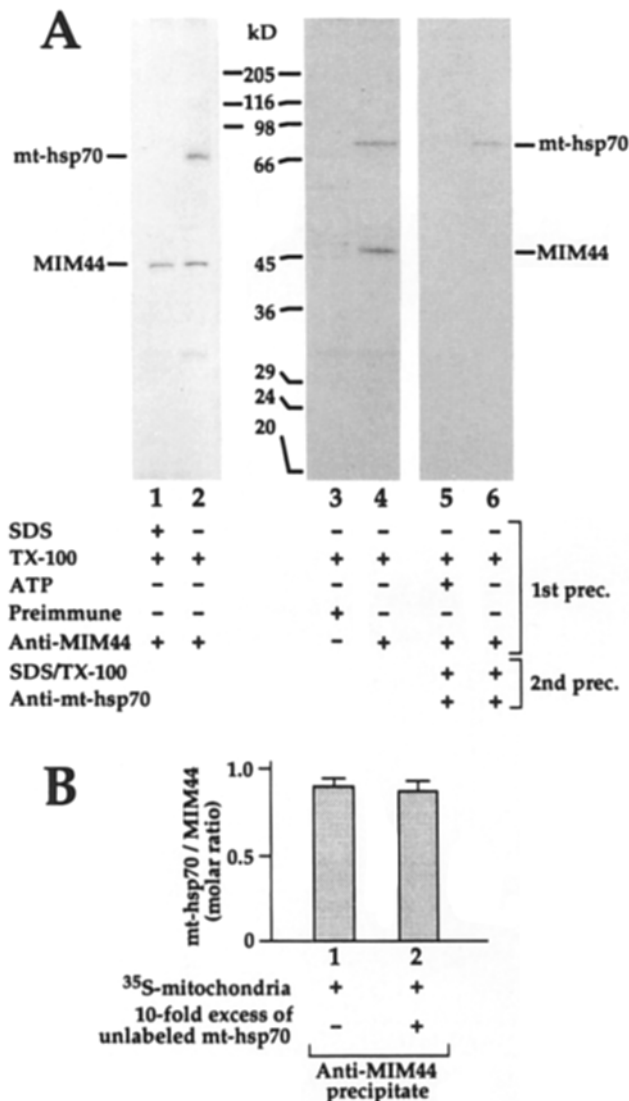 A
kD
205
116
98
66
45
36
29
24
20
mt-hsp70
MIM44
mt-hsp70
MIM44
1 2 3 4 5 6
SDS + – – – – –
TX-100 + + + + + +
ATP – – – – + –
Preimmune – – + – – –
Anti-MIM44 + + – + + +
1st prec.
SDS/TX-100 + +
Anti-mt-hsp70 + +
2nd prec.
B
mt-hsp70 / MIM44
(molar ratio)
1.0
0.5
0
1 2
³⁵S-mitochondria + +
10-fold excess of
unlabeled mt-hsp70 – +
Anti-MIM44
precipitate